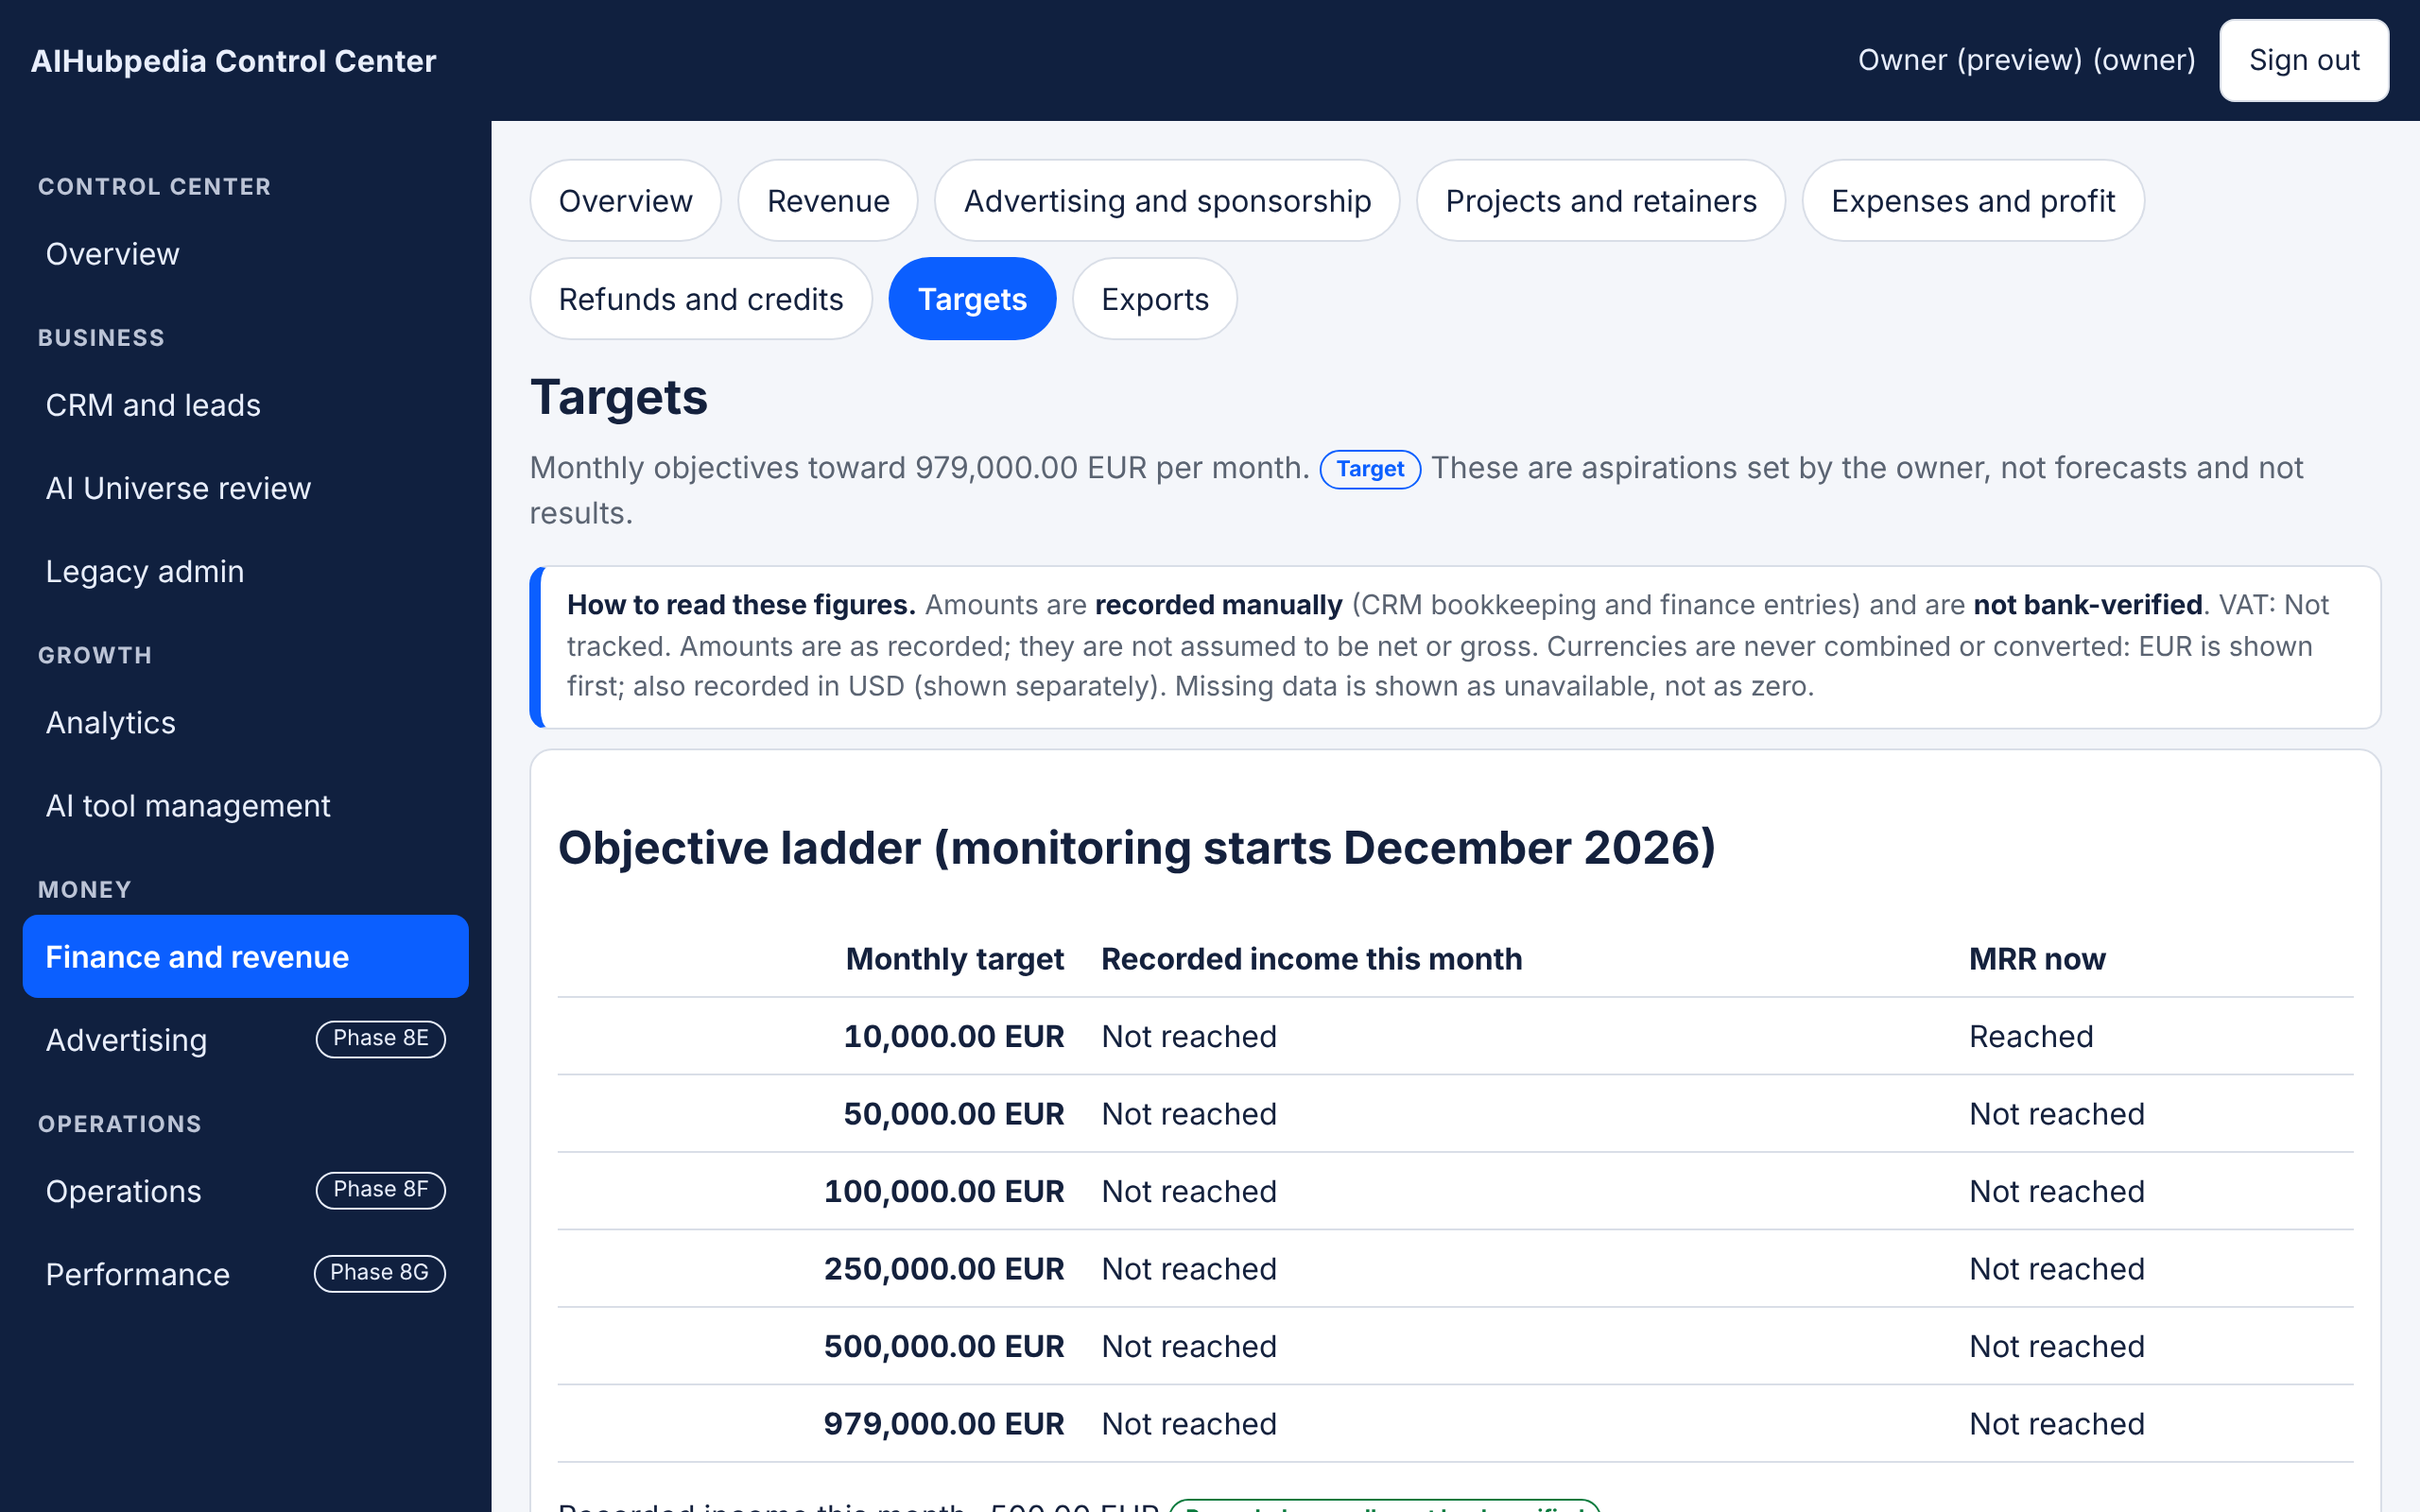 AIHubpedia Control Center
Owner (preview) (owner)
Sign out
CONTROL CENTER
Overview
BUSINESS
CRM and leads
AI Universe review
Legacy admin
GROWTH
Analytics
AI tool management
MONEY
Finance and revenue
Advertising Phase 8E
OPERATIONS
Operations Phase 8F
Performance Phase 8G
Overview Revenue Advertising and sponsorship Projects and retainers Expenses and profit
Refunds and credits Targets Exports
Targets
Monthly objectives toward 979,000.00 EUR per month. Target These are aspirations set by the owner, not forecasts and not
results.
How to read these figures. Amounts are recorded manually (CRM bookkeeping and finance entries) and are not bank-verified. VAT: Not
tracked. Amounts are as recorded; they are not assumed to be net or gross. Currencies are never combined or converted: EUR is shown
first; also recorded in USD (shown separately). Missing data is shown as unavailable, not as zero.
Objective ladder (monitoring starts December 2026)
Monthly target Recorded income this month MRR now
10,000.00 EUR Not reached Reached
50,000.00 EUR Not reached Not reached
100,000.00 EUR Not reached Not reached
250,000.00 EUR Not reached Not reached
500,000.00 EUR Not reached Not reached
979,000.00 EUR Not reached Not reached
Recorded income this month 500.00 EUR